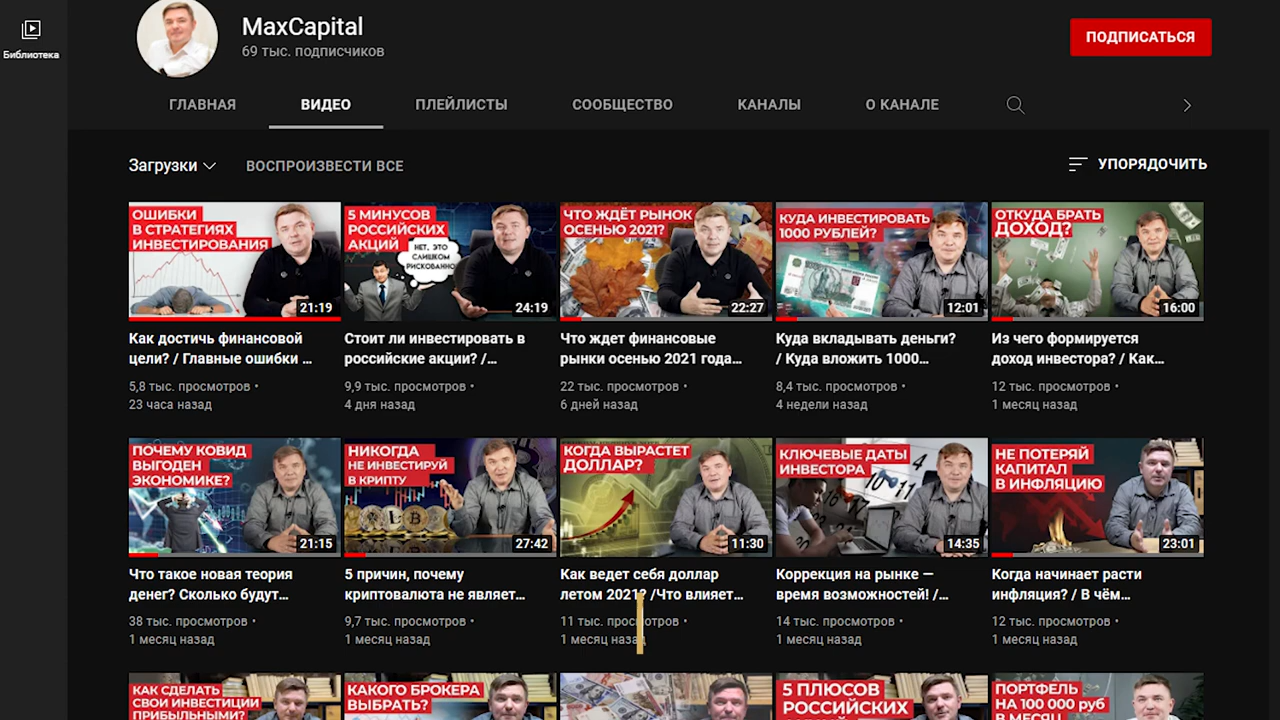 MaxCapital
69 тыс. подписчиков
ПОДПИСАТЬСЯ
Библиотека
ГЛАВНАЯ
ВИДЕО
ПЛЕЙЛИСТЫ
СООБЩЕСТВО
КАНАЛЫ
О КАНАЛЕ
Загрузки
ВОСПРОИЗВЕСТИ ВСЕ
УПОРЯДОЧИТЬ
ОШИБКИ
В СТРАТЕГИЯХ
ИНВЕСТИРОВАНИЯ
21:19
Как достичь финансовой
цели? / Главные ошибки ...
5,8 тыс. просмотров •
23 часа назад
5 МИНУСОВ
РОССИЙСКИХ
АКЦИЙ
НЕТ, ЭТО
СЛИШКОМ
РИСКОВАННО
24:19
Стоит ли инвестировать в
российские акции? /...
9,9 тыс. просмотров •
4 дня назад
ЧТО ЖДЁТ РЫНОК
ОСЕНЬЮ 2021?
22:27
Что ждет финансовые
рынки осенью 2021 года...
22 тыс. просмотров •
6 дней назад
КУДА ИНВЕСТИРОВАТЬ
1000 РУБЛЕЙ?
12:01
Куда вкладывать деньги?
/ Куда вложить 1000...
8,4 тыс. просмотров •
4 недели назад
ОТКУДА БРАТЬ
ДОХОД?
16:00
Из чего формируется
доход инвестора? / Как...
12 тыс. просмотров •
1 месяц назад
ПОЧЕМУ КОВИД
ВЫГОДЕН
ЭКОНОМИКЕ?
21:15
Что такое новая теория
денег? Сколько будут...
38 тыс. просмотров •
1 месяц назад
НИКОГДА
НЕ ИНВЕСТИРУЙ
В КРИПТУ
27:42
5 причин, почему
криптовалюта не являет...
9,7 тыс. просмотров •
1 месяц назад
КОГДА ВЫРАСТЕТ
ДОЛЛАР?
11:30
Как ведет себя доллар
летом 2021? /Что влияет...
11 тыс. просмотров •
1 месяц назад
КЛЮЧЕВЫЕ ДАТЫ
ИНВЕСТОРА
4
10
11
14:35
Коррекция на рынке —
время возможностей! /...
14 тыс. просмотров •
1 месяц назад
НЕ ПОТЕРЯЙ
КАПИТАЛ
В ИНФЛЯЦИЮ
23:01
Когда начинает расти
инфляция? / В чём...
12 тыс. просмотров •
1 месяц назад
КАК СДЕЛАТЬ
СВОИ ИНВЕСТИЦИИ
ПРИБЫЛЬНЫМИ?
КАКОГО БРОКЕРА
ВЫБРАТЬ?
5 ПЛЮСОВ
РОССИЙСКИХ
ПОРТФЕЛЬ
НА 100 000 руб
В МЕСЯЦ